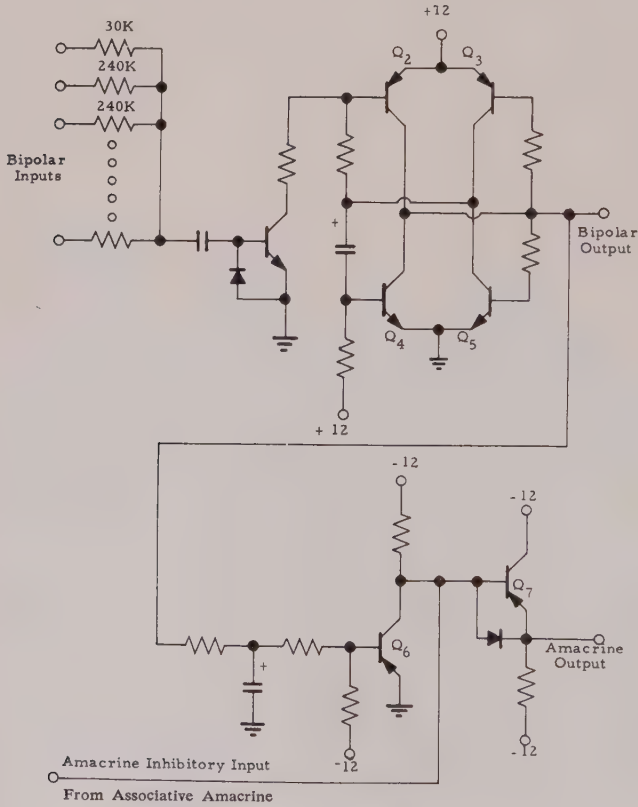 30K
240K
240K
Bipolar
Inputs
+12
Q2
Q3
Bipolar
Output
Q4
Q5
+ 12
- 12
- 12
Q6
Q7
Amacrine
Output
-12
-12
Amacrine Inhibitory Input
From Associative Amacrine